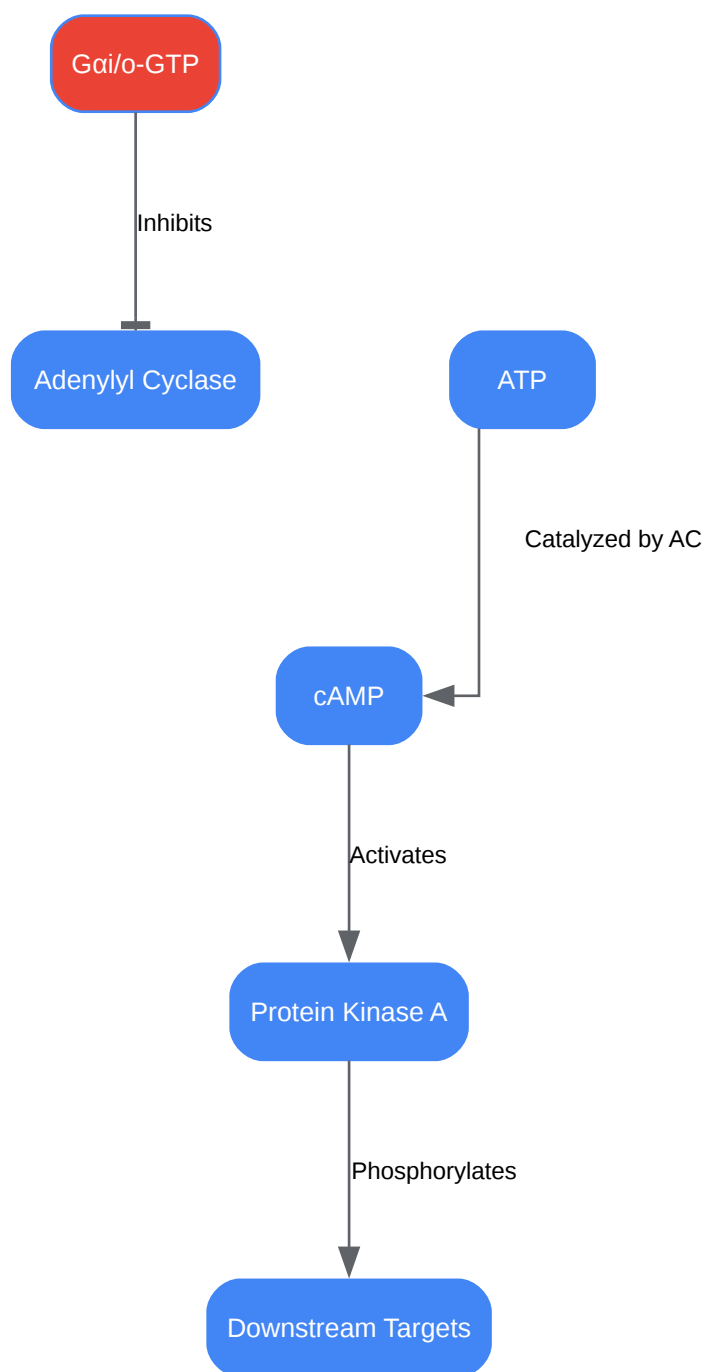 Gαi/o-GTP
Inhibits
Adenylyl Cyclase
ATP
Catalyzed by AC
cAMP
Activates
Protein Kinase A
Phosphorylates
Downstream Targets